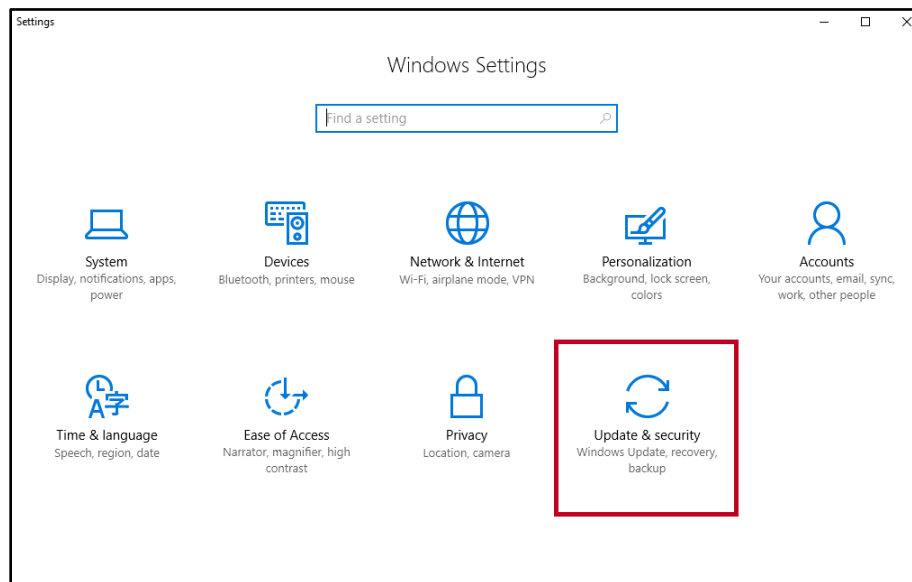 Settings
Windows Settings
Find a setting
System
Display, notifications, apps,
power
Devices
Bluetooth, printers, mouse
Network & Internet
Wi-Fi, airplane mode, VPN
Personalization
Background, lock screen,
colors
Accounts
Your accounts, email, sync,
work, other people
A字
Time & language
Speech, region, date
Ease of Access
Narrator, magnifier, high
contrast
Privacy
Location, camera
Update & security
Windows Update, recovery,
backup